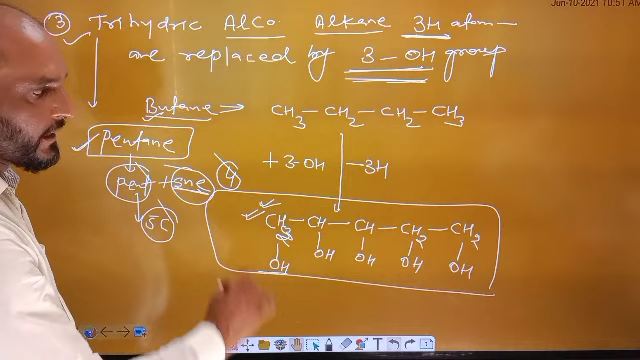 Jun-10-2021 10:51 AM
③ Trihydric AlCo. Alkane 3H atom
are replaced by 3-OH group
Butane → CH3-CH2-CH2-CH3
Pentane
+3-OH -3H
pent + ane 4
5C
CH2-CH-CH-CH2-CH2
OH OH OH OH OH